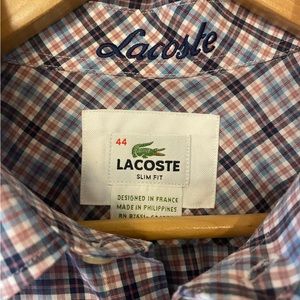 Lacoste
44
LACOSTE
SLIM FIT
DESIGNED IN FRANCE
MADE IN PHILIPPINES